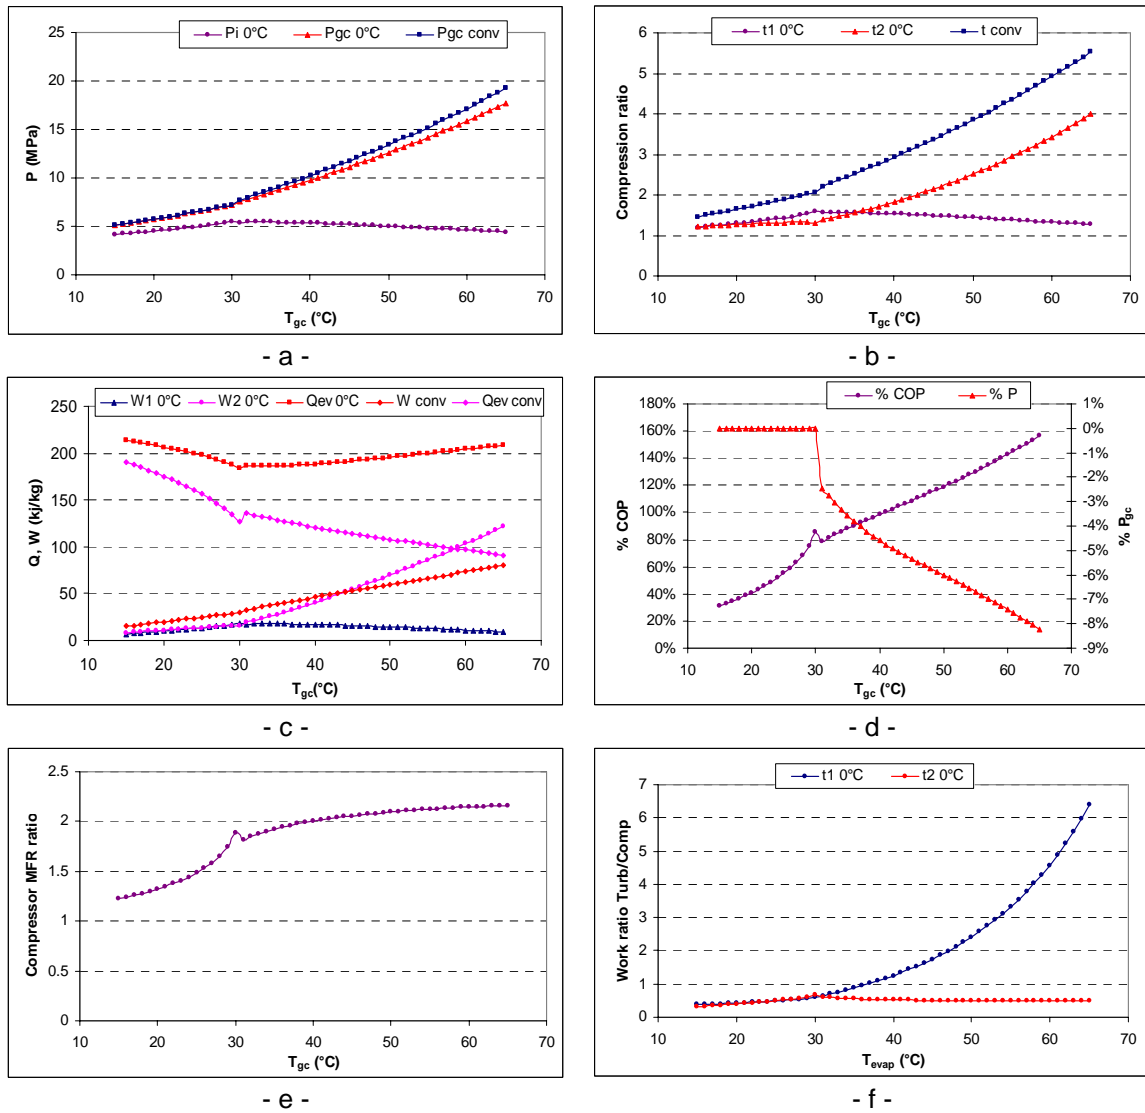 Pi 0°C Pgc 0°C Pgc conv
25
20
15
10
5
0
P (MPa)
10 20 30 40 50 60 70
Tgc (°C)
- a -
t1 0°C t2 0°C t conv
6
5
4
3
2
1
0
Compression ratio
10 20 30 40 50 60 70
Tgc (°C)
- b -
W1 0°C W2 0°C Qev 0°C W conv Qev conv
250
200
150
100
50
0
Q, W (kj/kg)
10 20 30 40 50 60 70
Tgc(°C)
- c -
% COP % P
180%
160%
140%
120%
100%
80%
60%
40%
20%
0%
% COP
1%
0%
-1%
-2%
-3%
-4%
-5%
-6%
-7%
-8%
-9%
% Pgc
10 20 30 40 50 60 70
Tgc (°C)
- d -
2.5
2
1.5
1
0.5
0
Compressor MFR ratio
10 20 30 40 50 60 70
Tgc (°C)
- e -
t1 0°C t2 0°C
7
6
5
4
3
2
1
0
Work ratio Turb/Comp
10 20 30 40 50 60 70
Tevap (°C)
- f -